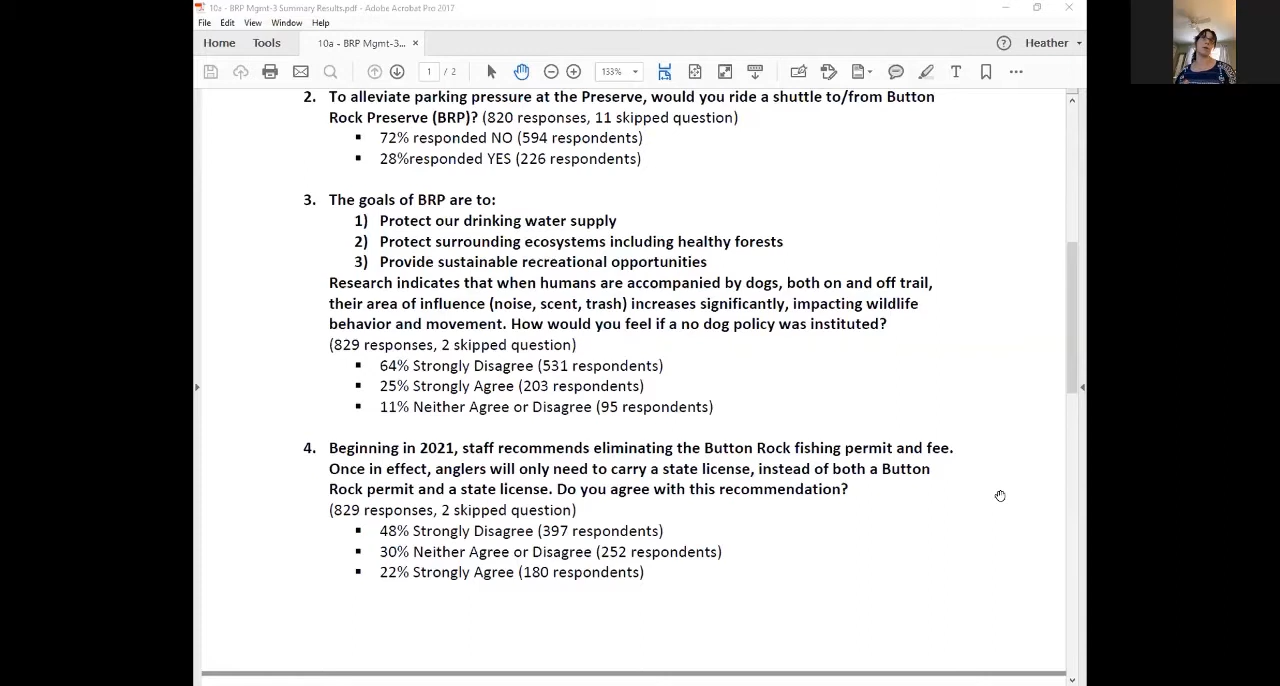 10a - BRP Mgmt-3 Summary Results.pdf - Adobe Acrobat Pro 2017
File Edit View Window Help
Home Tools 10a - BRP Mgmt-3... × Heather
1 / 2 133%
2. To alleviate parking pressure at the Preserve, would you ride a shuttle to/from Button
Rock Preserve (BRP)? (820 responses, 11 skipped question)
▪ 72% responded NO (594 respondents)
▪ 28%responded YES (226 respondents)
3. The goals of BRP are to:
1) Protect our drinking water supply
2) Protect surrounding ecosystems including healthy forests
3) Provide sustainable recreational opportunities
Research indicates that when humans are accompanied by dogs, both on and off trail,
their area of influence (noise, scent, trash) increases significantly, impacting wildlife
behavior and movement. How would you feel if a no dog policy was instituted?
(829 responses, 2 skipped question)
▪ 64% Strongly Disagree (531 respondents)
▪ 25% Strongly Agree (203 respondents)
▪ 11% Neither Agree or Disagree (95 respondents)
4. Beginning in 2021, staff recommends eliminating the Button Rock fishing permit and fee.
Once in effect, anglers will only need to carry a state license, instead of both a Button
Rock permit and a state license. Do you agree with this recommendation?
(829 responses, 2 skipped question)
▪ 48% Strongly Disagree (397 respondents)
▪ 30% Neither Agree or Disagree (252 respondents)
▪ 22% Strongly Agree (180 respondents)